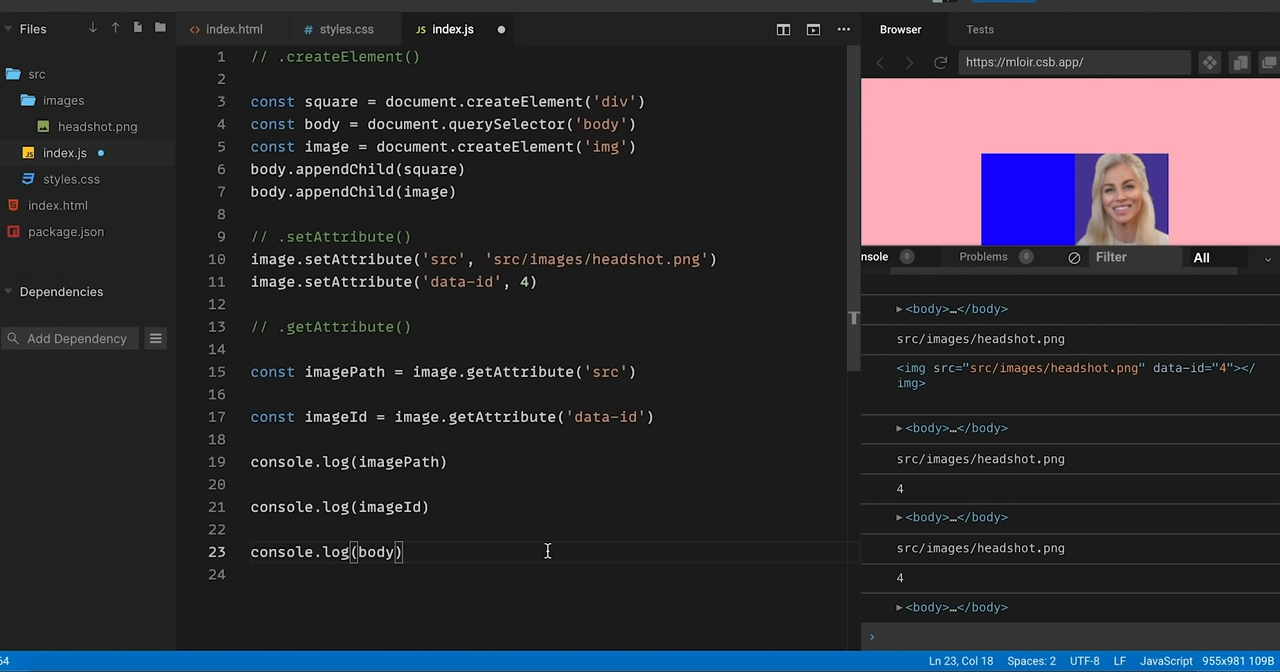 Files
index.html
styles.css
index.js
Browser
Tests
https://mloir.csb.app/
src
images
headshot.png
index.js
styles.css
index.html
package.json
Dependencies
Add Dependency
1 // .createElement()
2
3 const square = document.createElement('div')
4 const body = document.querySelector('body')
5 const image = document.createElement('img')
6 body.appendChild(square)
7 body.appendChild(image)
8
9 // .setAttribute()
10 image.setAttribute('src', 'src/images/headshot.png')
11 image.setAttribute('data-id', 4)
12
13 // .getAttribute()
14
15 const imagePath = image.getAttribute('src')
16
17 const imageId = image.getAttribute('data-id')
18
19 console.log(imagePath)
20
21 console.log(imageId)
22
23 console.log(body)
24
nsole 0 Problems 0 Filter All
<body>…</body>
src/images/headshot.png
<img src="src/images/headshot.png" data-id="4"></
img>
<body>…</body>
src/images/headshot.png
4
<body>…</body>
src/images/headshot.png
4
<body>…</body>
64
Ln 23, Col 18 Spaces: 2 UTF-8 LF JavaScript 955x981 109B